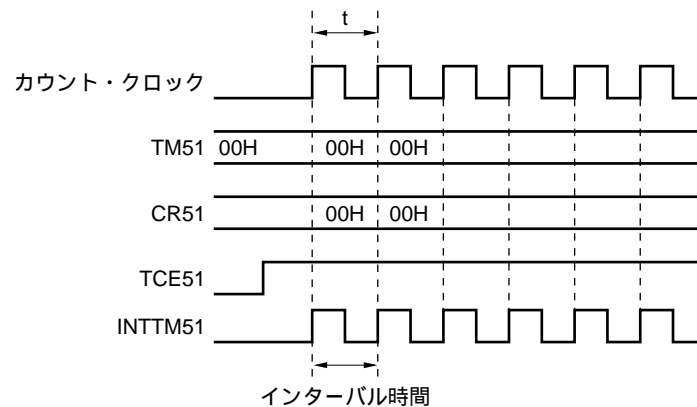 t
カウント・クロック
TM51 00H 00H 00H
CR51 00H 00H
TCE51
INTTM51
インターバル時間